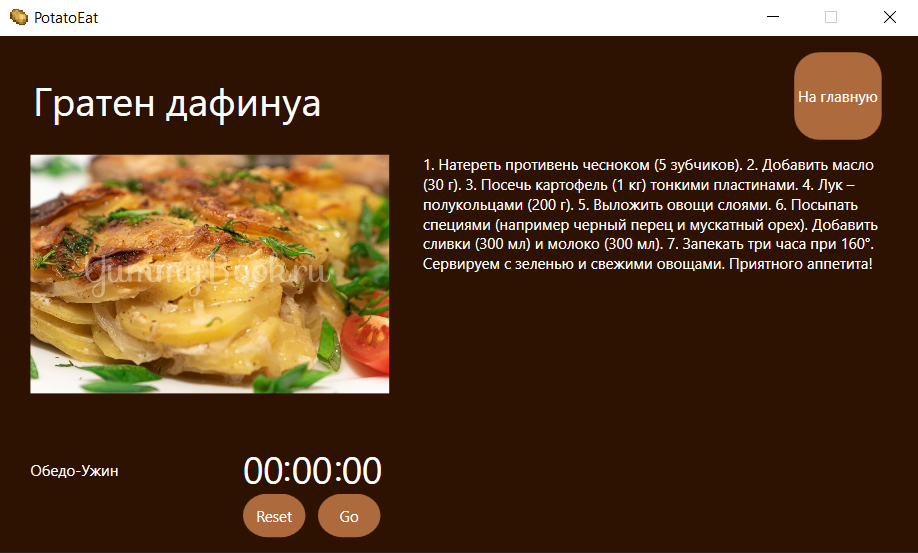 PotatoEat
На главную
Гратен дафинуа
1. Натереть противень чесноком (5 зубчиков). 2. Добавить масло
(30 г). 3. Посечь картофель (1 кг) тонкими пластинами. 4. Лук –
полукольцами (200 г). 5. Выложить овощи слоями. 6. Посыпать
специями (например черный перец и мускатный орех). Добавить
сливки (300 мл) и молоко (300 мл). 7. Запекать три часа при 160°.
Сервируем с зеленью и свежими овощами. Приятного аппетита!
YummyBook.ru
Обедо-Ужин
00:00:00
Reset
Go